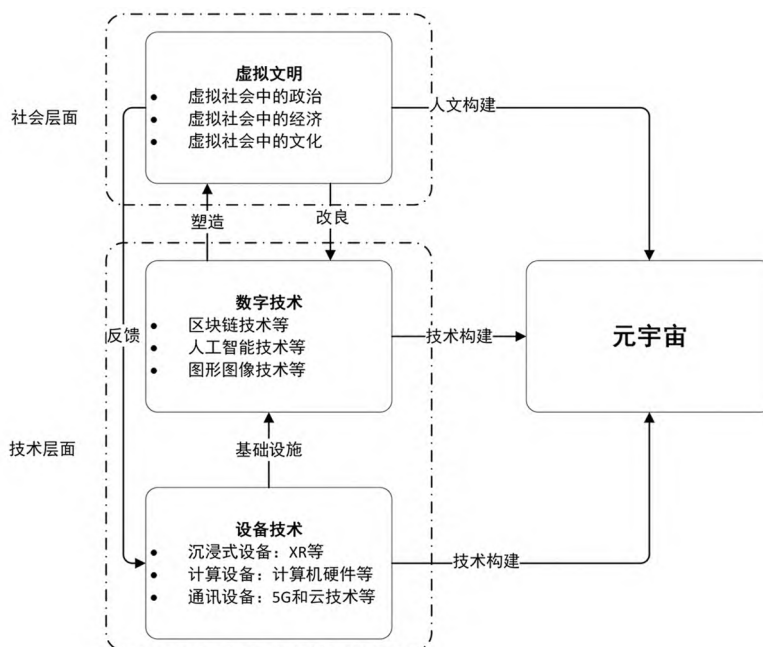 虚拟文明
• 虚拟社会中的政治
• 虚拟社会中的经济
• 虚拟社会中的文化
社会层面
人文构建
塑造
改良
数字技术
• 区块链技术等
• 人工智能技术等
• 图形图像技术等
反馈
技术构建
元宇宙
技术层面
基础设施
设备技术
• 沉浸式设备：XR等
• 计算设备：计算机硬件等
• 通讯设备：5G和云技术等
技术构建